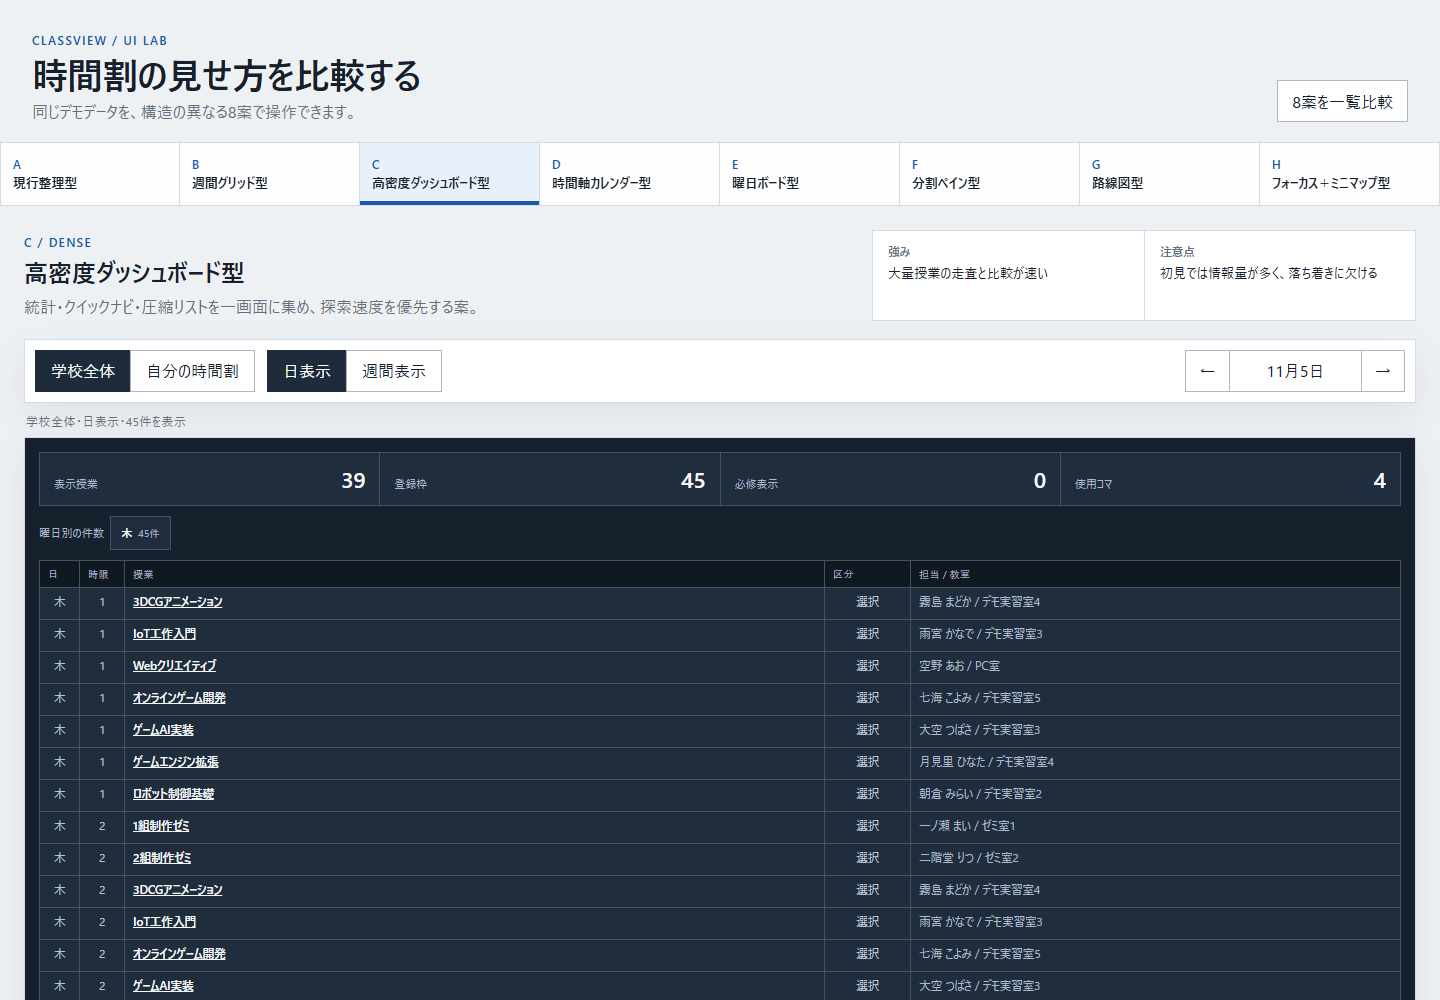 CLASSVIEW / UI LAB
時間割の見せ方を比較する
同じデモデータを、構造の異なる8案で操作できます。
8案を一覧比較
A
現行整理型
B
週間グリッド型
C
高密度ダッシュボード型
D
時間軸カレンダー型
E
曜日ボード型
F
分割ペイン型
G
路線図型
H
フォーカス＋ミニマップ型
C / DENSE
高密度ダッシュボード型
統計・クイックナビ・圧縮リストを一画面に集め、探索速度を優先する案。
強み
大量授業の走査と比較が速い
注意点
初見では情報量が多く、落ち着きに欠ける
学校全体 自分の時間割 日表示 週間表示 ← 11月5日 →
学校全体・日表示・45件を表示
表示授業 39 登録枠 45 必修表示 0 使用コマ 4
曜日別の件数 木 45件
日 時限 授業 区分 担当 / 教室
木 1 3DCGアニメーション 選択 霧島 まどか / デモ実習室4
木 1 IoT工作入門 選択 雨宮 かなで / デモ実習室3
木 1 Webクリエイティブ 選択 空野 あお / PC室
木 1 オンラインゲーム開発 選択 七海 こよみ / デモ実習室5
木 1 ゲームAI実装 選択 大空 つばさ / デモ実習室3
木 1 ゲームエンジン拡張 選択 月見里 ひなた / デモ実習室4
木 1 ロボット制御基礎 選択 朝倉 みらい / デモ実習室2
木 2 1組制作ゼミ 選択 一ノ瀬 まい / ゼミ室1
木 2 2組制作ゼミ 選択 二階堂 りつ / ゼミ室2
木 2 3DCGアニメーション 選択 霧島 まどか / デモ実習室4
木 2 IoT工作入門 選択 雨宮 かなで / デモ実習室3
木 2 オンラインゲーム開発 選択 七海 こよみ / デモ実習室5
木 2 ゲームAI実装 選択 大空 つばさ / デモ実習室3